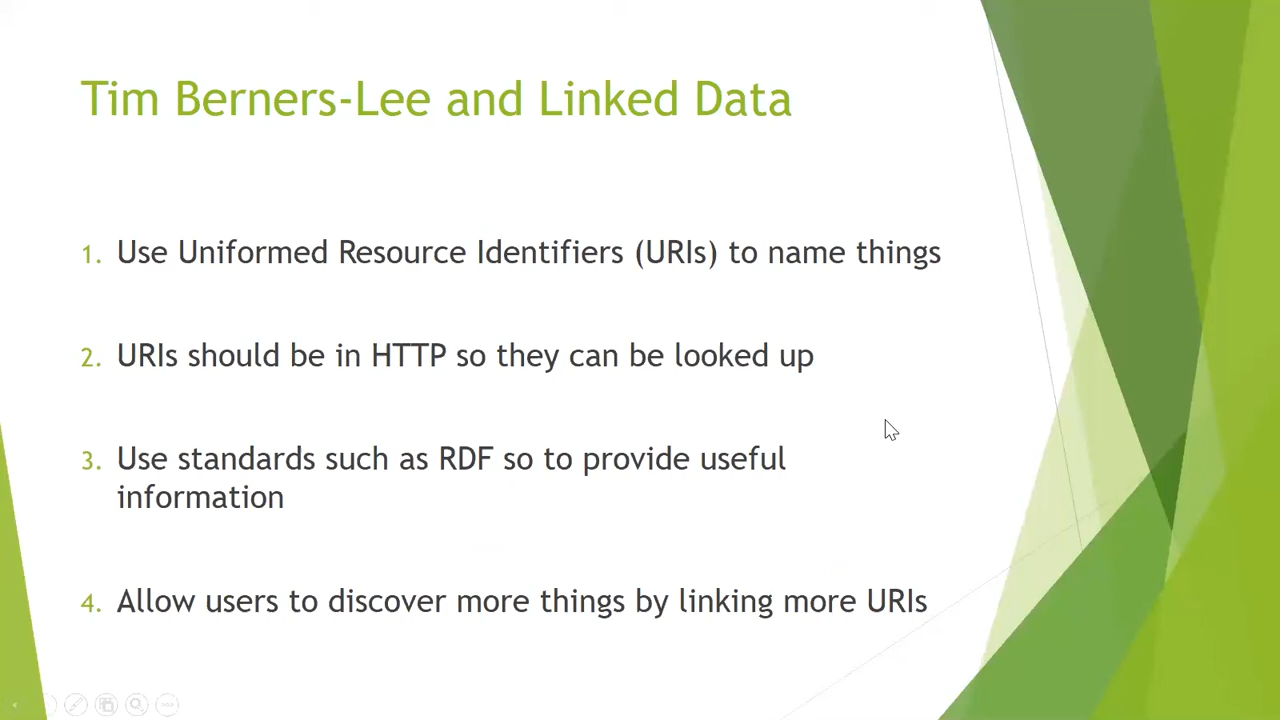 Tim Berners-Lee and Linked Data
1. Use Uniformed Resource Identifiers (URIs) to name things
2. URIs should be in HTTP so they can be looked up
3. Use standards such as RDF so to provide useful
information
4. Allow users to discover more things by linking more URIs